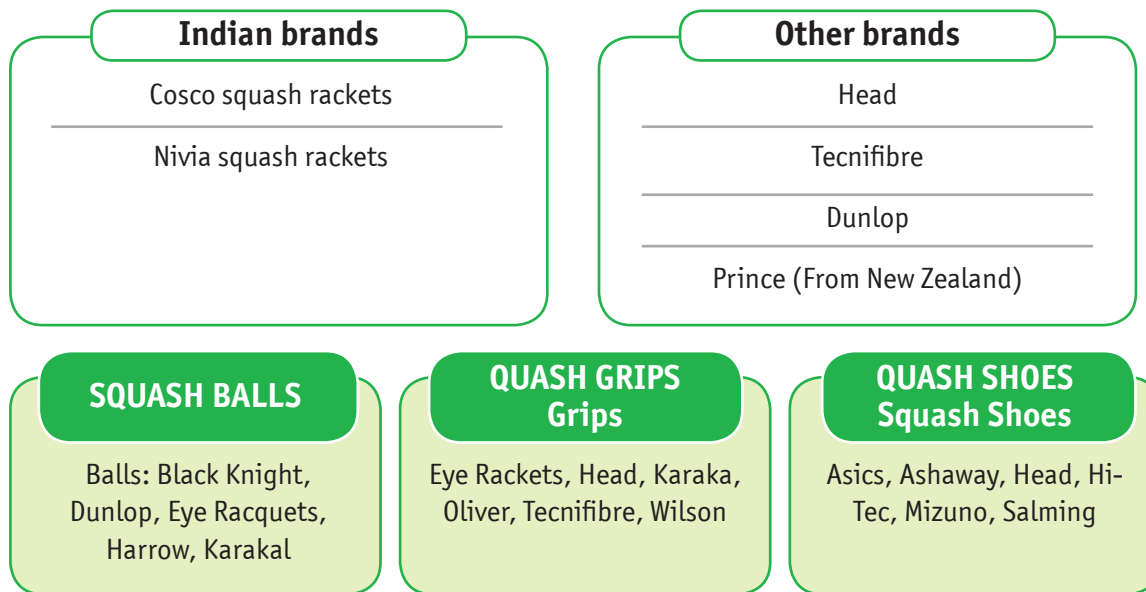 Indian brands
Cosco squash rackets
Nivia squash rackets
Other brands
Head
Tecnifibre
Dunlop
Prince (From New Zealand)
SQUASH BALLS
Balls: Black Knight,
Dunlop, Eye Racquets,
Harrow, Karakal
QUASH GRIPS
Grips
Eye Rackets, Head, Karaka,
Oliver, Tecnifibre, Wilson
QUASH SHOES
Squash Shoes
Asics, Ashaway, Head, Hi-
Tec, Mizuno, Salming